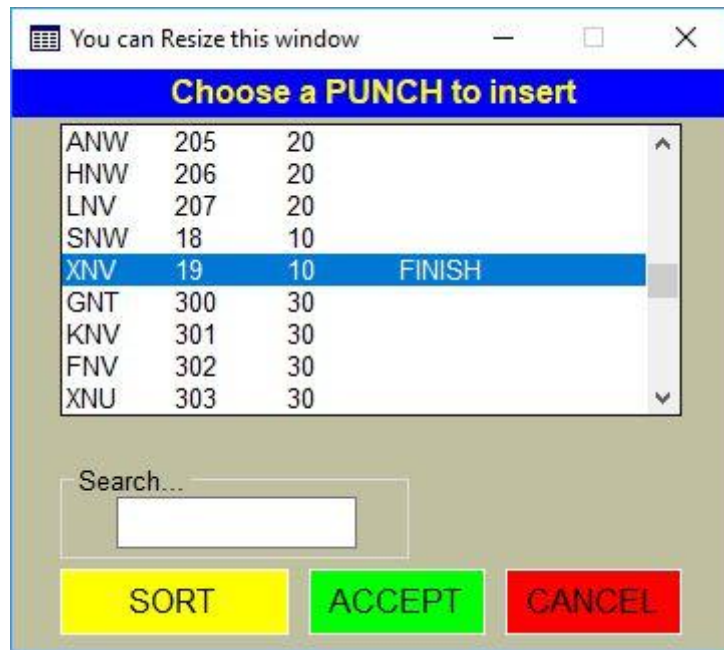 You can Resize this window
Choose a PUNCH to insert
ANW 205 20
HNW 206 20
LNV 207 20
SNW 18 10
XNV 19 10 FINISH
GNT 300 30
KNV 301 30
FNV 302 30
XNU 303 30
Search...
SORT ACCEPT CANCEL